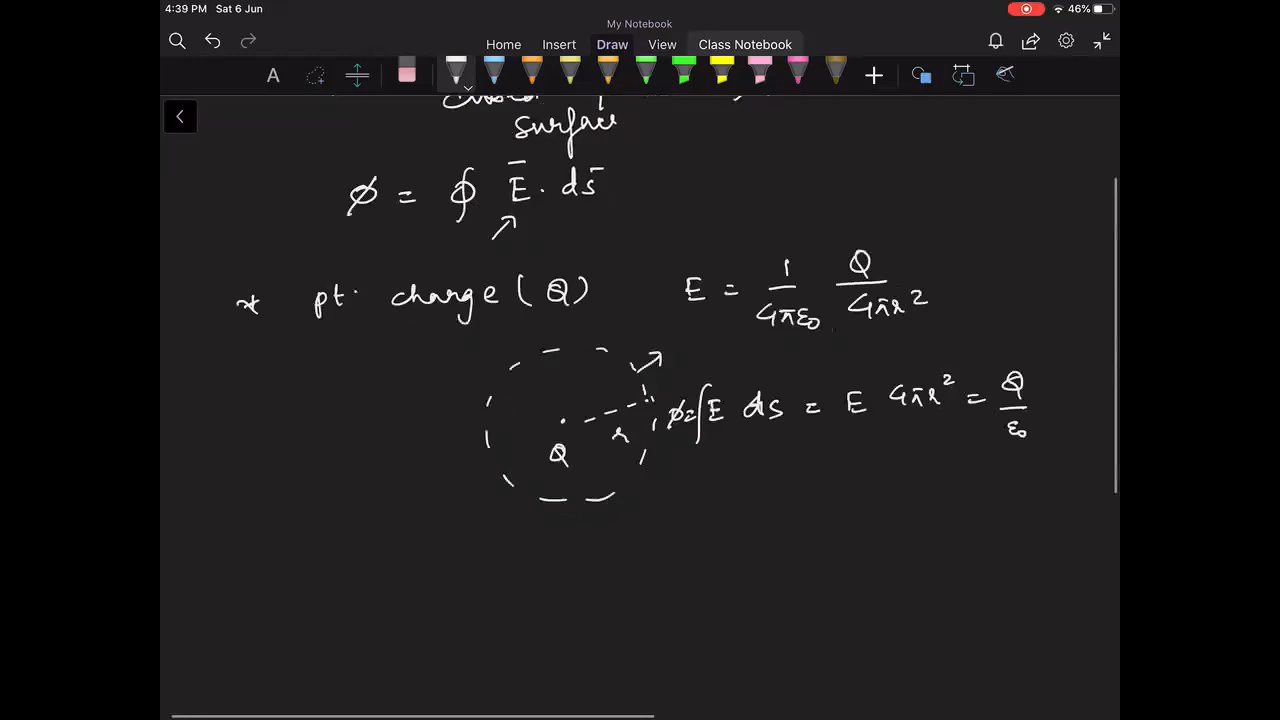 4:39 PM Sat 6 Jun
46%
My Notebook
Home Insert Draw View Class Notebook
A
surface
φ = ∮ E̅ · ds̅
* pt. charge (Q) E = 1/4πε₀ Q/4πr²
φ = ∫ E ds = E 4πr² = Q/ε₀
r
Q